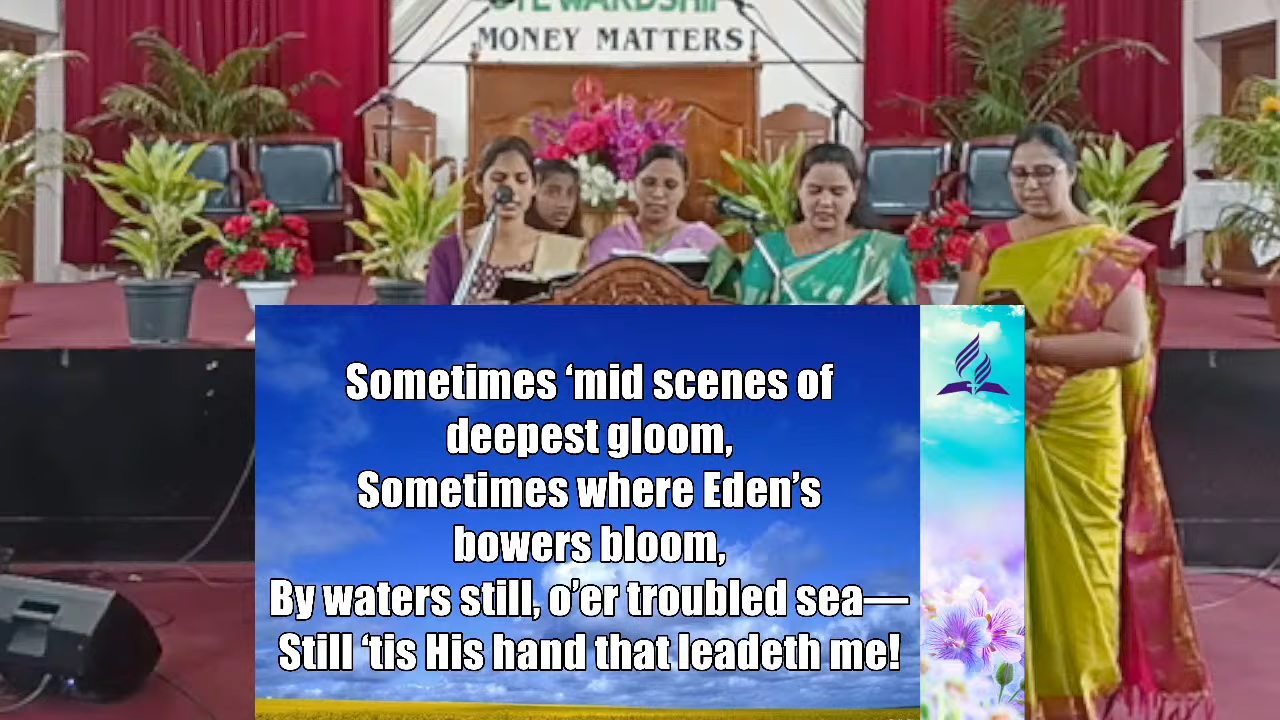 STEWARDSHIP
MONEY MATTERS!
Sometimes ‘mid scenes of
deepest gloom,
Sometimes where Eden’s
bowers bloom,
By waters still, o’er troubled sea—
Still ‘tis His hand that leadeth me!